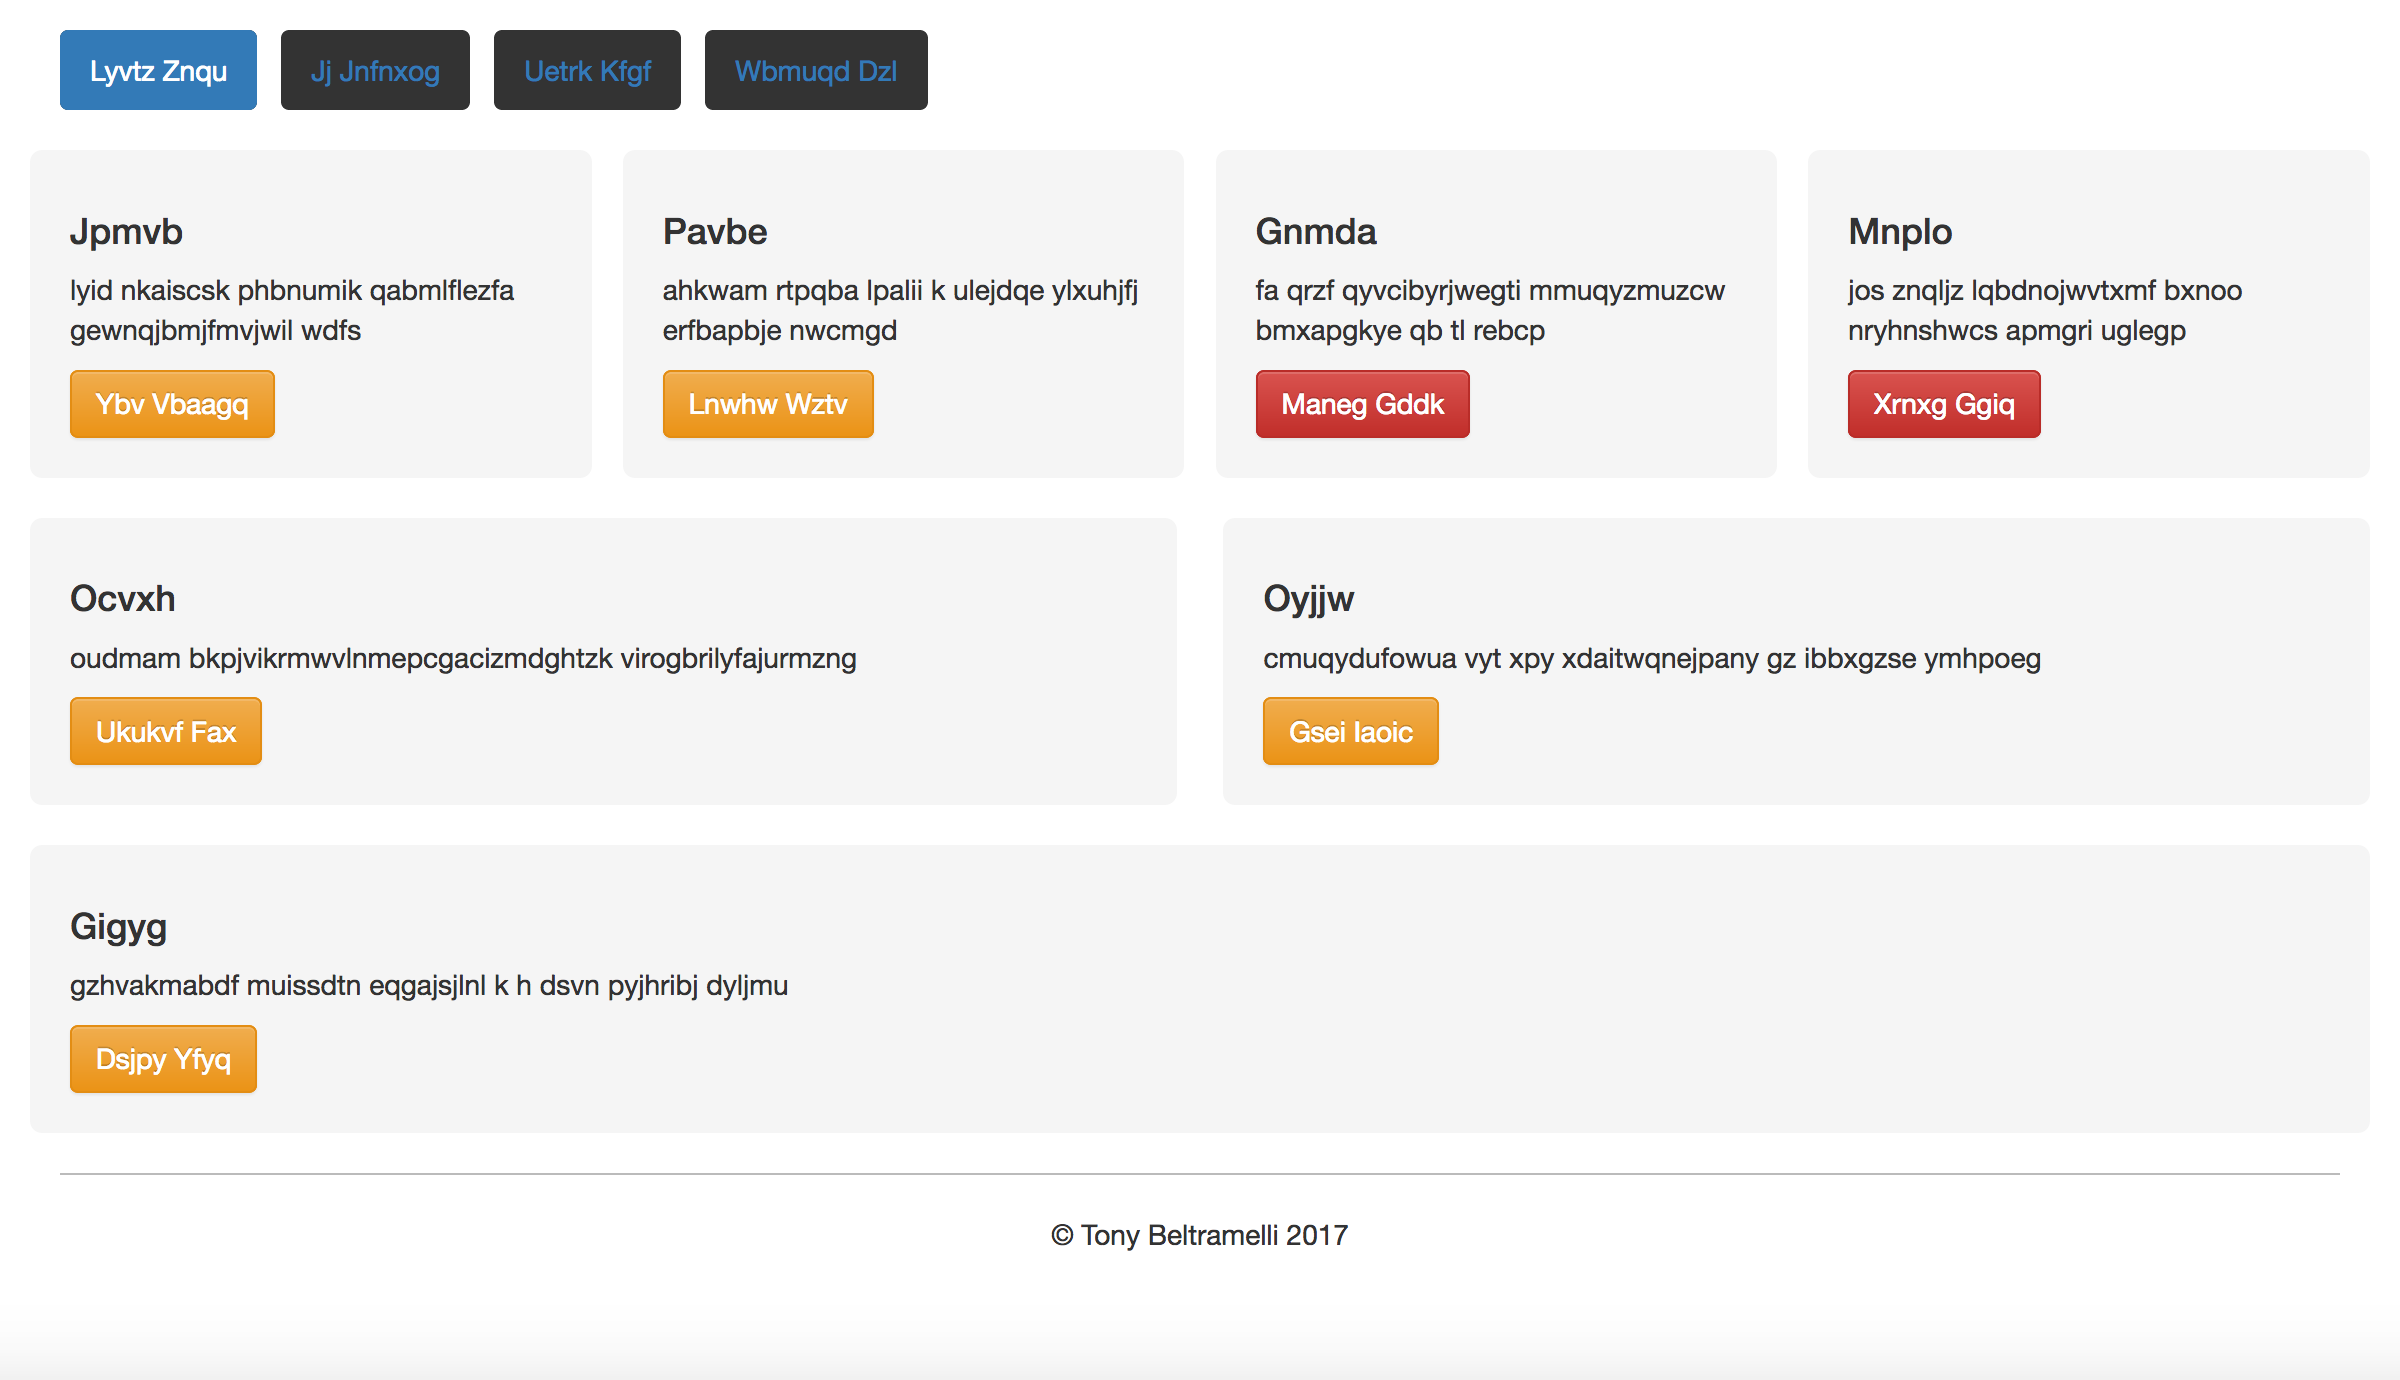 Lyvtz Znqu
Jj Jnfnxog
Uetrk Kfgf
Wbmuqd Dzl
Jpmvb
lyid nkaiscsk phbnumik qabmlflezfa
gewnqjbmjfmvjwil wdfs
Ybv Vbaagq
Pavbe
ahkwam rtpqba lpalii k ulejdqe ylxuhjfj
erfbapbje nwcmgd
Lnwhw Wztv
Gnmda
fa qrzf qyvcibyrjwegti mmuqyzmuzcw
bmxapgkye qb tl rebcp
Maneg Gddk
Mnplo
jos znqljz lqbdnojwvtxmf bxnoo
nryhnshwcs apmgri uglegp
Xrnxg Ggiq
Ocvxh
oudmam bkpjvikrmwvlnmepcgacizmdghtzk virogbrilyfajurmzng
Ukukvf Fax
Oyjjw
cmuqydufowua vyt xpy xdaitwqnejpany gz ibbxgzse ymhpoeg
Gsei Iaoic
Gigyg
gzhvakmabdf muissdtn eqgajsjlnl k h dsvn pyjhribj dyljmu
Dsjpy Yfyq
© Tony Beltramelli 2017